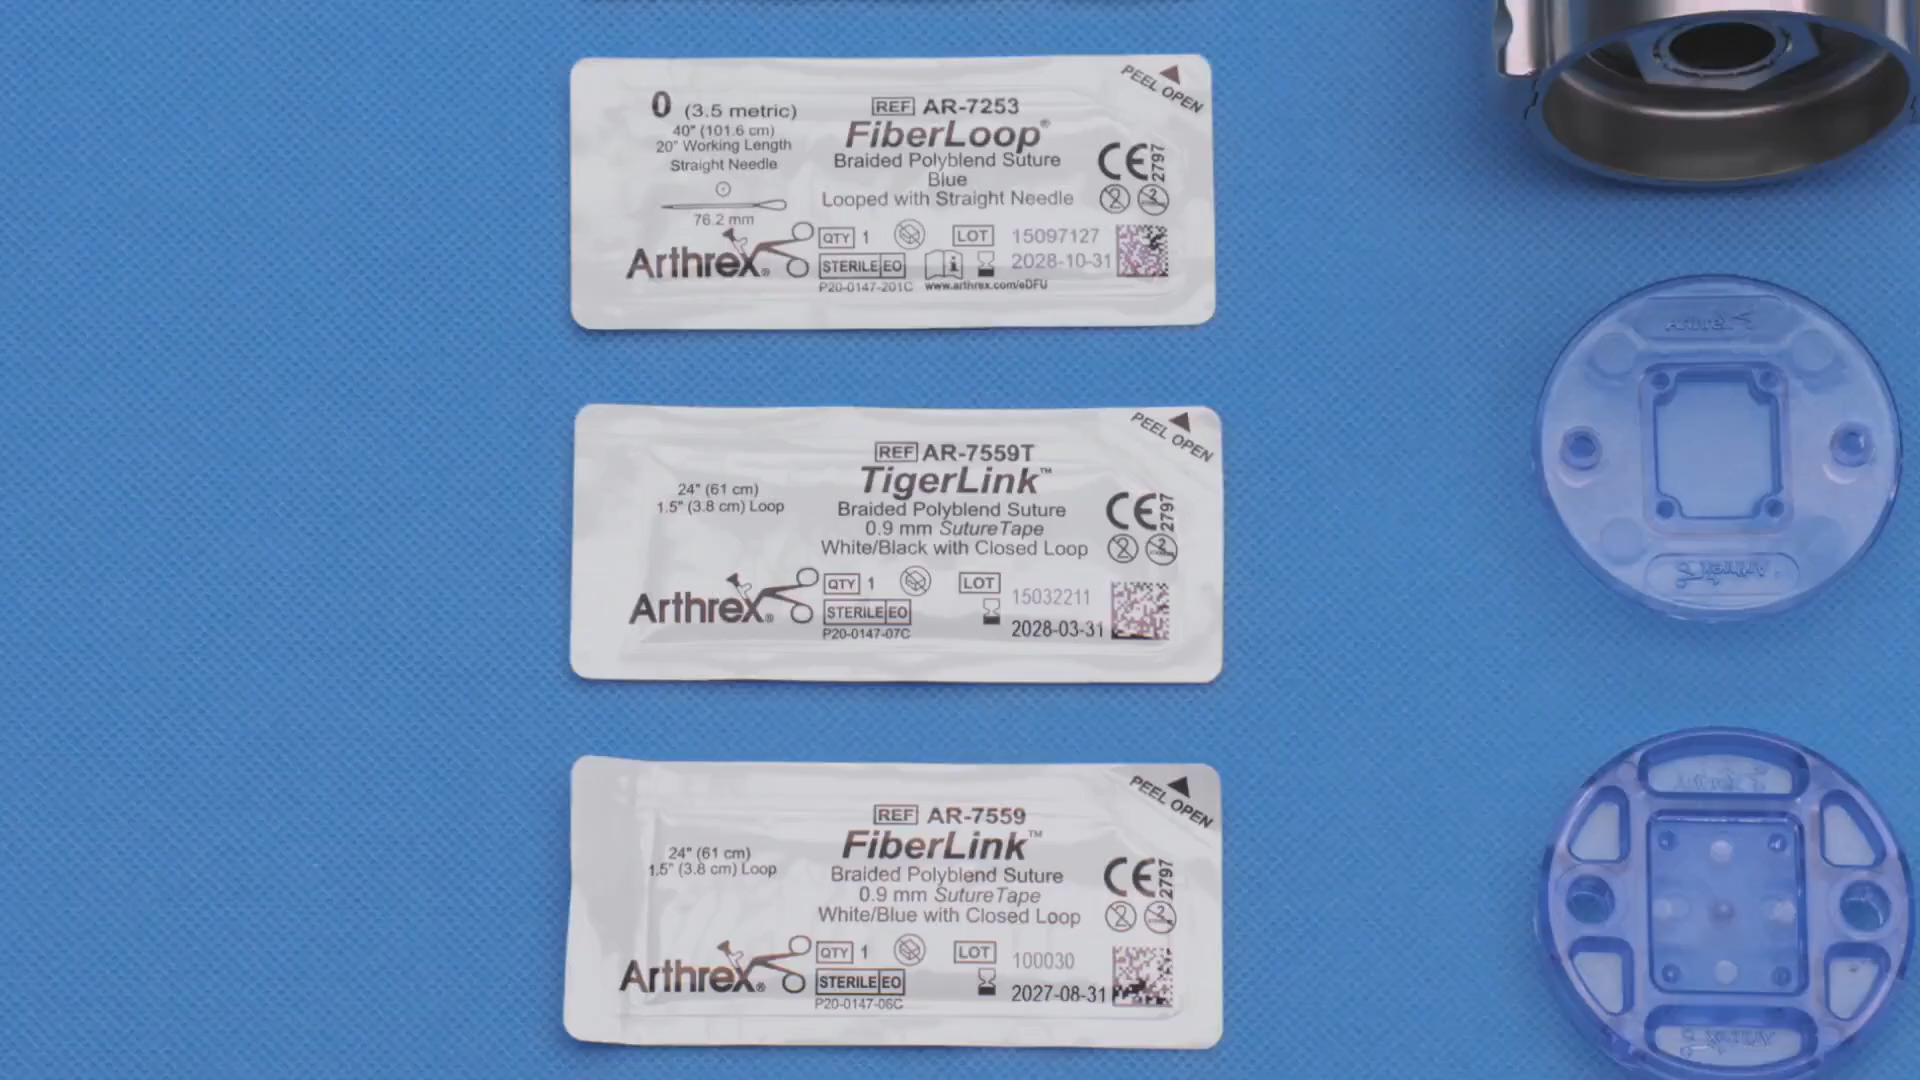 PEEL OPEN
0 (3.5 metric)
40" (101.6 cm)
20" Working Length
Straight Needle
76.2 mm
Arthrex®
REF AR-7253
FiberLoop®
Braided Polyblend Suture
Blue
Looped with Straight Needle
CE 2797
QTY 1
LOT 15097127
STERILE EO
2028-10-31
P20-0147-201C www.arthrex.com/eDFU
PEEL OPEN
24" (61 cm)
1.5" (3.8 cm) Loop
Arthrex®
REF AR-7559T
TigerLink™
Braided Polyblend Suture
0.9 mm SutureTape
White/Black with Closed Loop
CE 2797
QTY 1
LOT 15032211
STERILE EO
2028-03-31
P20-0147-07C
PEEL OPEN
24" (61 cm)
1.5" (3.8 cm) Loop
Arthrex®
REF AR-7559
FiberLink™
Braided Polyblend Suture
0.9 mm SutureTape
White/Blue with Closed Loop
CE 2797
QTY 1
LOT 100030
STERILE EO
2027-08-31
P20-0147-06C
Arthrex
Arthrex